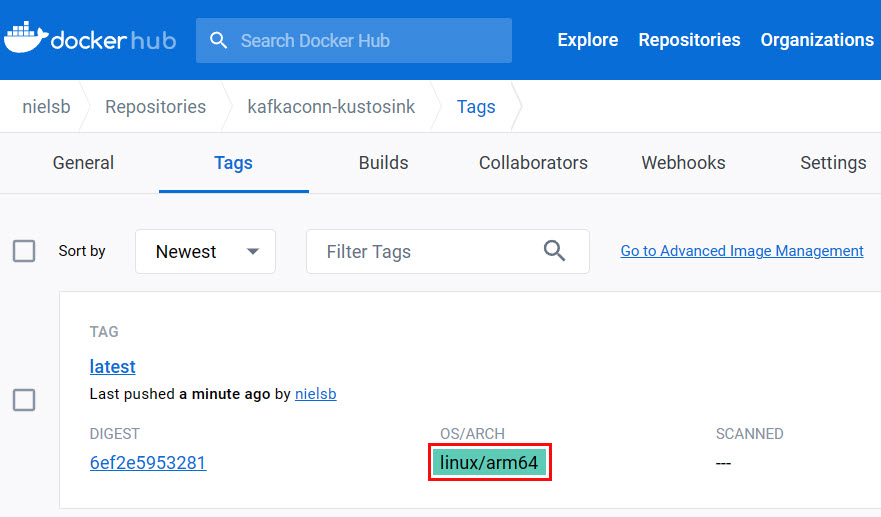 dockerhub Search Docker Hub Explore Repositories Organizations
nielsb Repositories kafkaconn-kustosink Tags
General Tags Builds Collaborators Webhooks Settings
Sort by Newest Filter Tags Go to Advanced Image Management
TAG
latest
Last pushed a minute ago by nielsb
DIGEST OS/ARCH SCANNED
6ef2e5953281 linux/arm64 ---